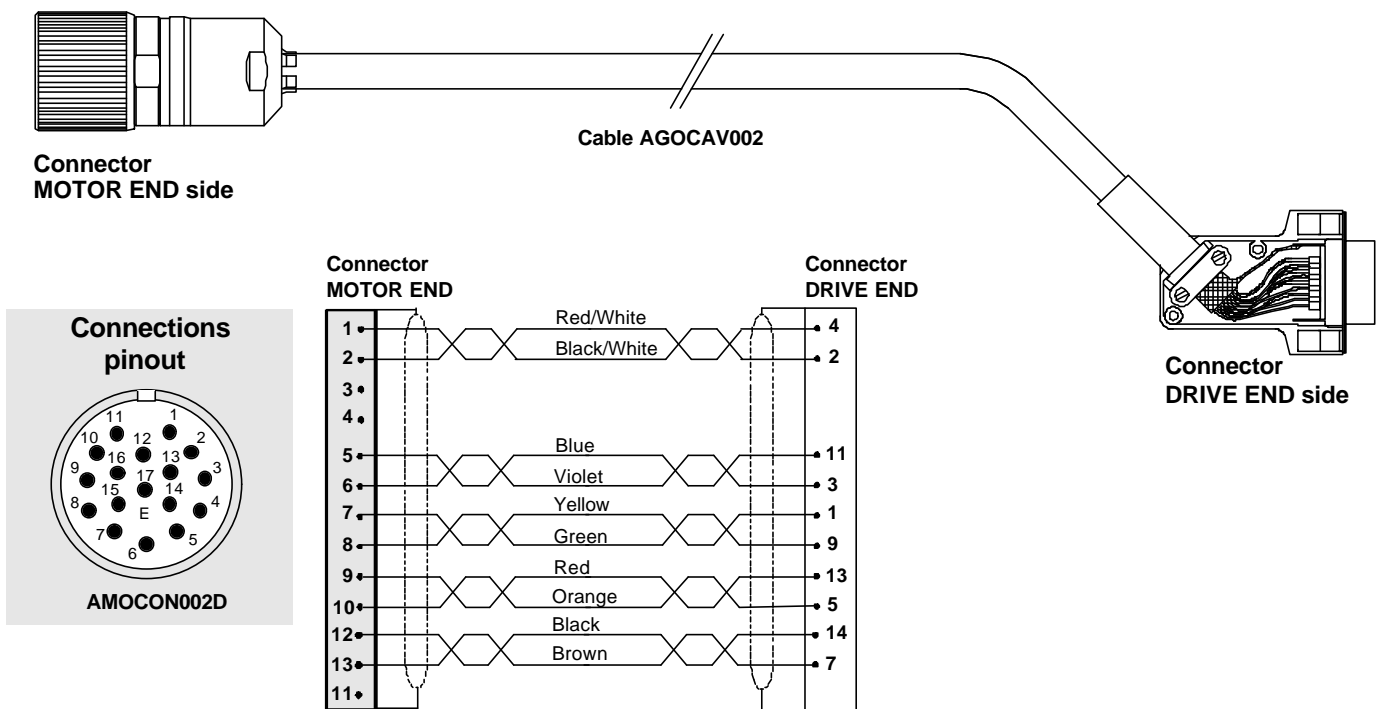 Cable AGOCAV002
Connector
MOTOR END side
Connector
DRIVE END side
Connections
pinout
11 1
10 12 2
16 13
9 17 3
15 14
8 E 4
7 5
6
AMOCON002D
Connector
MOTOR END
Connector
DRIVE END
1 Red/White 4
2 Black/White 2
3
4
5 Blue 11
6 Violet 3
7 Yellow 1
8 Green 9
9 Red 13
10 Orange 5
12 Black 14
13 Brown 7
11